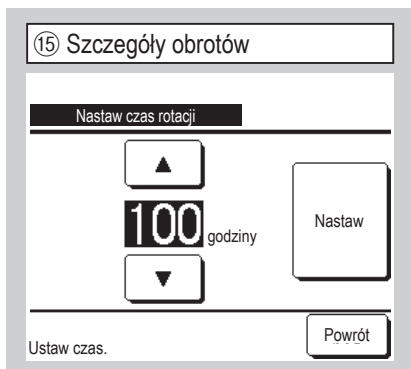 ⑮ Szczegóły obrotów
Nastaw czas rotacji
▲
100 godziny
Nastaw
▼
Ustaw czas.
Powrót